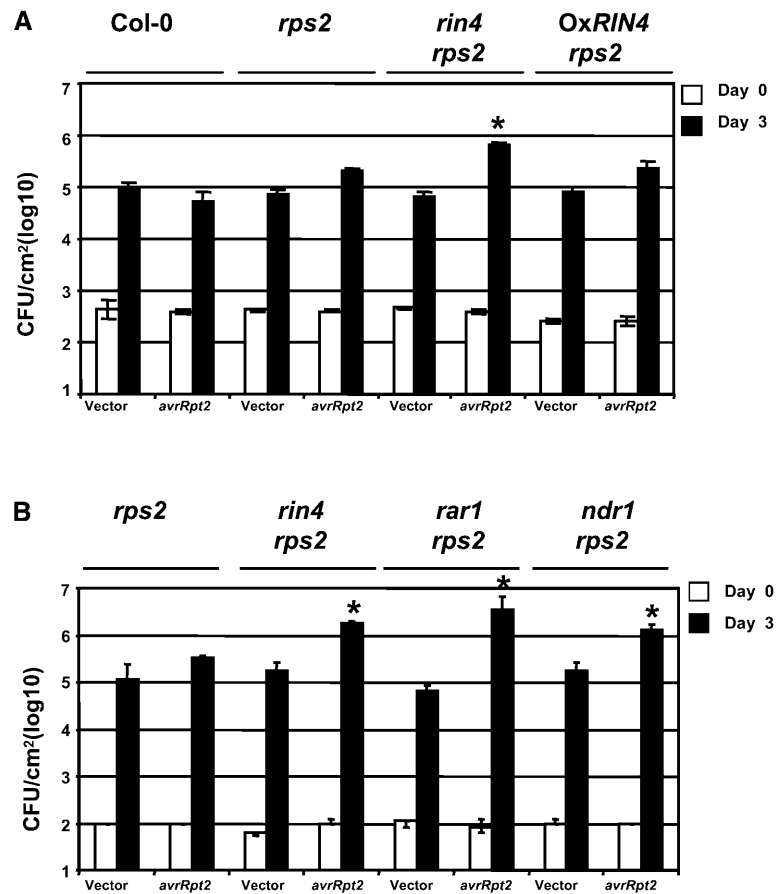 A
Col-0 rps2 rin4 OxRIN4
rps2 rps2
7
Day 0
6
*
Day 3
5
4
3
2
1
CFU/cm²(log10)
Vector avrRpt2 Vector avrRpt2 Vector avrRpt2 Vector avrRpt2
B
rps2 rin4 rar1 ndr1
rps2 rps2 rps2
7
* * *
Day 0
6
Day 3
5
4
3
2
1
CFU/cm²(log10)
Vector avrRpt2 Vector avrRpt2 Vector avrRpt2 Vector avrRpt2